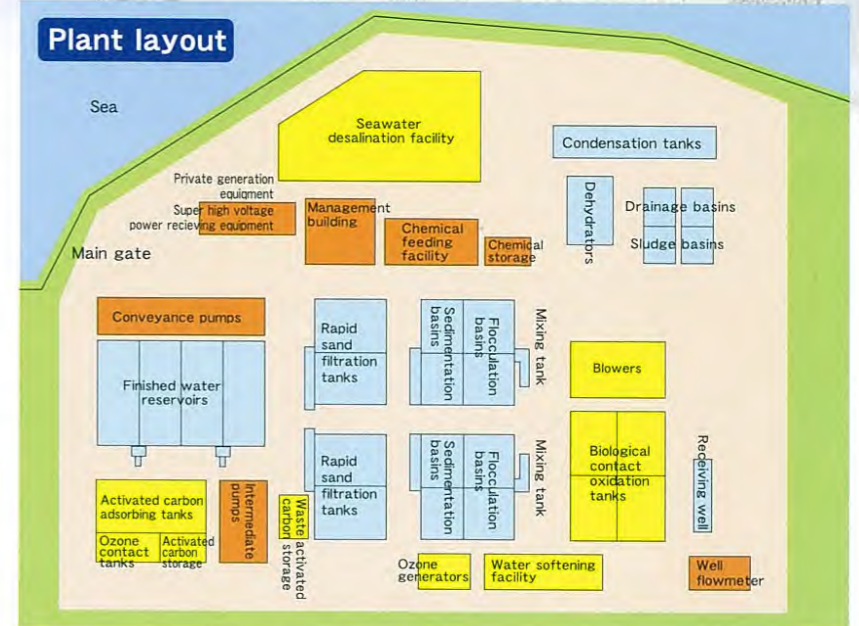 Plant layout
Sea
Seawater
desalination facility
Condensation tanks
Private generation
equipment
Super high voltage
power recieving equipment
Management
building
Chemical
feeding
facility
Chemical
storage
Dehydrators
Drainage basins
Sludge basins
Main gate
Conveyance pumps
Finished water
reservoirs
Rapid
sand
filtration
tanks
Sedimentation
basins
Flocculation
basins
Mixing tank
Blowers
Rapid
sand
filtration
tanks
Sedimentation
basins
Flocculation
basins
Mixing tank
Biological
contact
oxidation
tanks
Receiving well
Activated carbon
adsorbing tanks
Ozone
contact
tanks
Activated
carbon
storage
Intermediate
pumps
Waste activated
carbon storage
Ozone
generators
Water softening
facility
Well
flowmeter